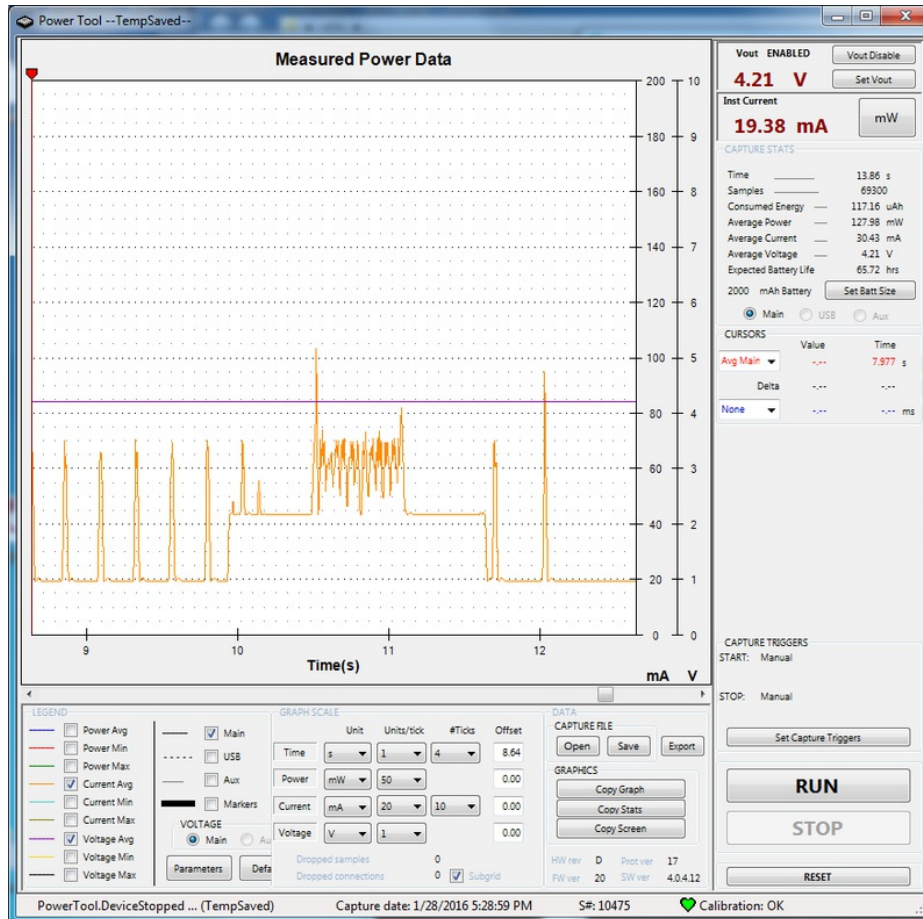 Power Tool --TempSaved--
Measured Power Data
200 10
180 9
160 8
140 7
120 6
100 5
80 4
60 3
40 2
20 1
0 0
9 10 11 12
Time(s)
mA V
Vout ENABLED
4.21 V
Vout Disable
Set Vout
Inst Current
19.38 mA
mW
CAPTURE STATS
Time 13.86 s
Samples 69300
Consumed Energy 117.16 uAh
Average Power 127.98 mW
Average Current 30.43 mA
Average Voltage 4.21 V
Expected Battery Life 65.72 hrs
2000 mAh Battery Set Batt Size
Main USB Aux
CURSORS
Value Time
Avg Main -.-- 7.977 s
Delta -.-- -.--
None -.-- -.-- ms
CAPTURE TRIGGERS
START: Manual
STOP: Manual
Set Capture Triggers
RUN
STOP
RESET
LEGEND
Power Avg
Power Min
Power Max
Current Avg
Current Min
Current Max
Voltage Avg
Voltage Min
Voltage Max
Main
USB
Aux
Markers
VOLTAGE
Main Au
Parameters Defa
GRAPH SCALE
Unit Units/tick #Ticks Offset
Time s 1 4 8.64
Power mW 50 0.00
Current mA 20 10 0.00
Voltage V 1 0.00
Dropped samples 0
Dropped connections 0 Subgrid
DATA
CAPTURE FILE
Open Save Export
GRAPHICS
Copy Graph
Copy Stats
Copy Screen
HW rev D Prot ver 17
FW ver 20 SW ver 4.0.4.12
PowerTool.DeviceStopped ... (TempSaved) Capture date: 1/28/2016 5:28:59 PM S#: 10475 Calibration: OK